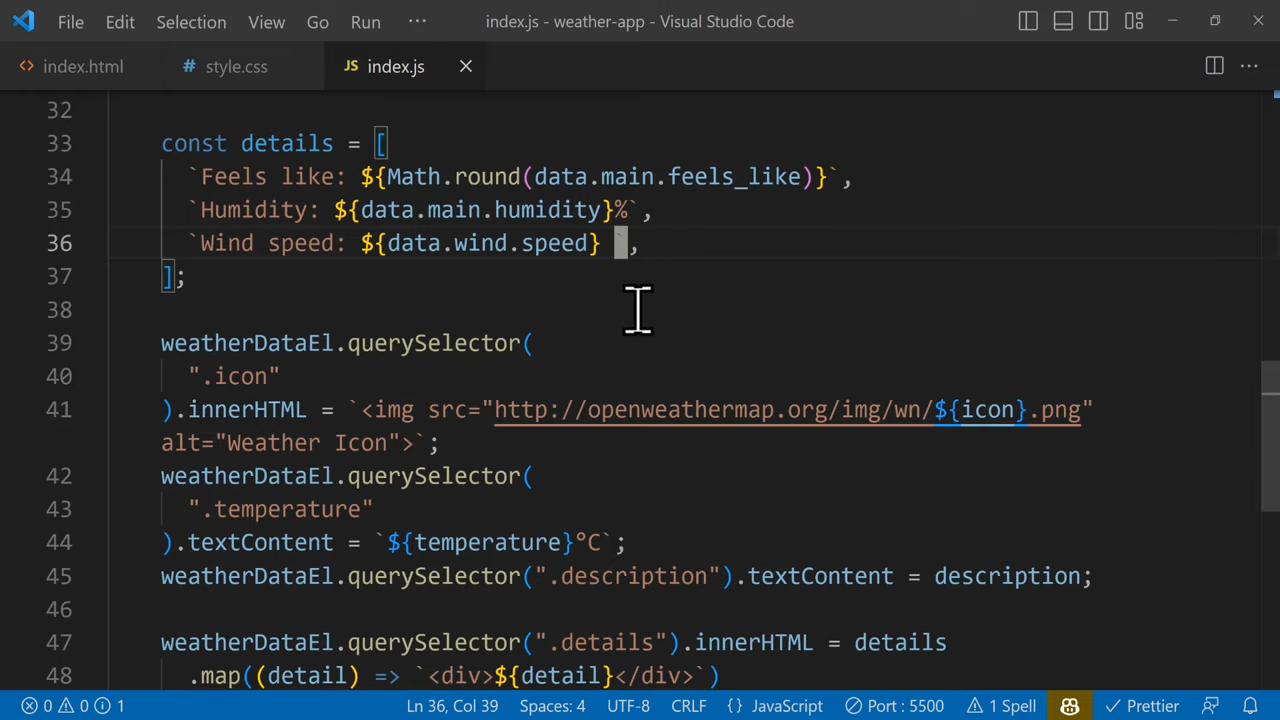 File Edit Selection View Go Run ··· index.js - weather-app - Visual Studio Code
<> index.html # style.css JS index.js ×
32
33 const details = [
34 `Feels like: ${Math.round(data.main.feels_like)}`,
35 `Humidity: ${data.main.humidity}%`,
36 `Wind speed: ${data.wind.speed} `,
37 ];
38
39 weatherDataEl.querySelector(
40 ".icon"
41 ).innerHTML = `<img src="http://openweathermap.org/img/wn/${icon}.png"
alt="Weather Icon">`;
42 weatherDataEl.querySelector(
43 ".temperature"
44 ).textContent = `${temperature}°C`;
45 weatherDataEl.querySelector(".description").textContent = description;
46
47 weatherDataEl.querySelector(".details").innerHTML = details
48 .map((detail) => `<div>${detail}</div>`)
0 0 1 Ln 36, Col 39 Spaces: 4 UTF-8 CRLF {} JavaScript Port : 5500 1 Spell Prettier